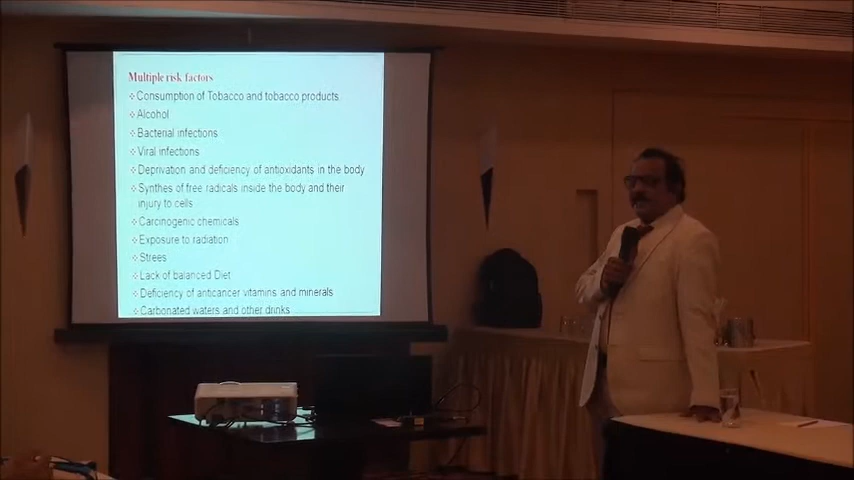 Multiple risk factors
❖Consumption of Tobacco and tobacco products
❖Alcohol
❖Bacterial infections
❖Viral infections
❖Deprivation and deficiency of antioxidants in the body
❖Synthes of free radicals inside the body and their
injury to cells
❖Carcinogenic chemicals
❖Exposure to radiation
❖Strees
❖Lack of balanced Diet
❖Deficiency of anticancer vitamins and minerals
❖Carbonated waters and other drinks